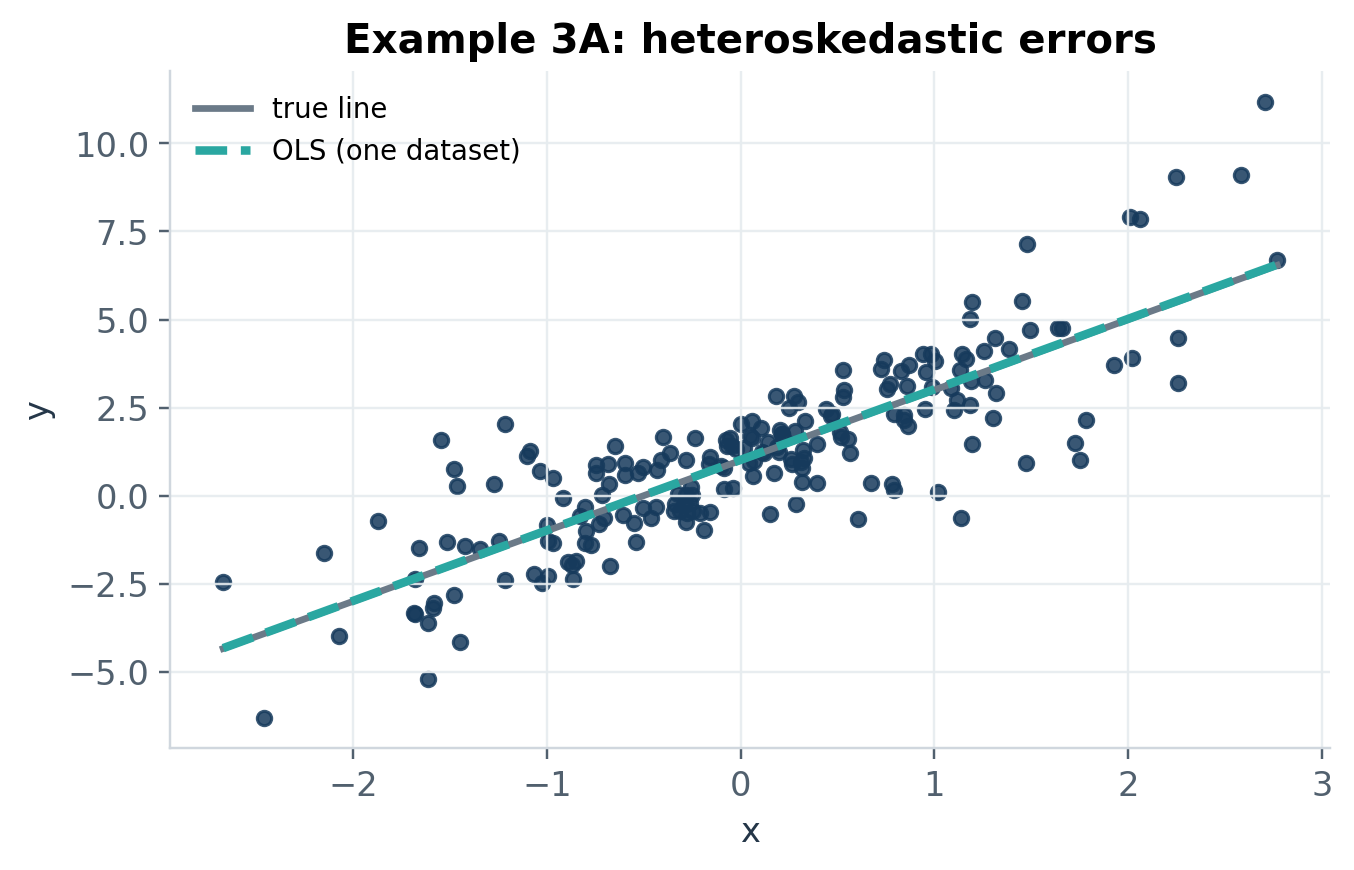 Example 3A: heteroskedastic errors
true line
OLS (one dataset)
10.0
7.5
5.0
2.5
0.0
−2.5
−5.0
y
−2 −1 0 1 2 3
x